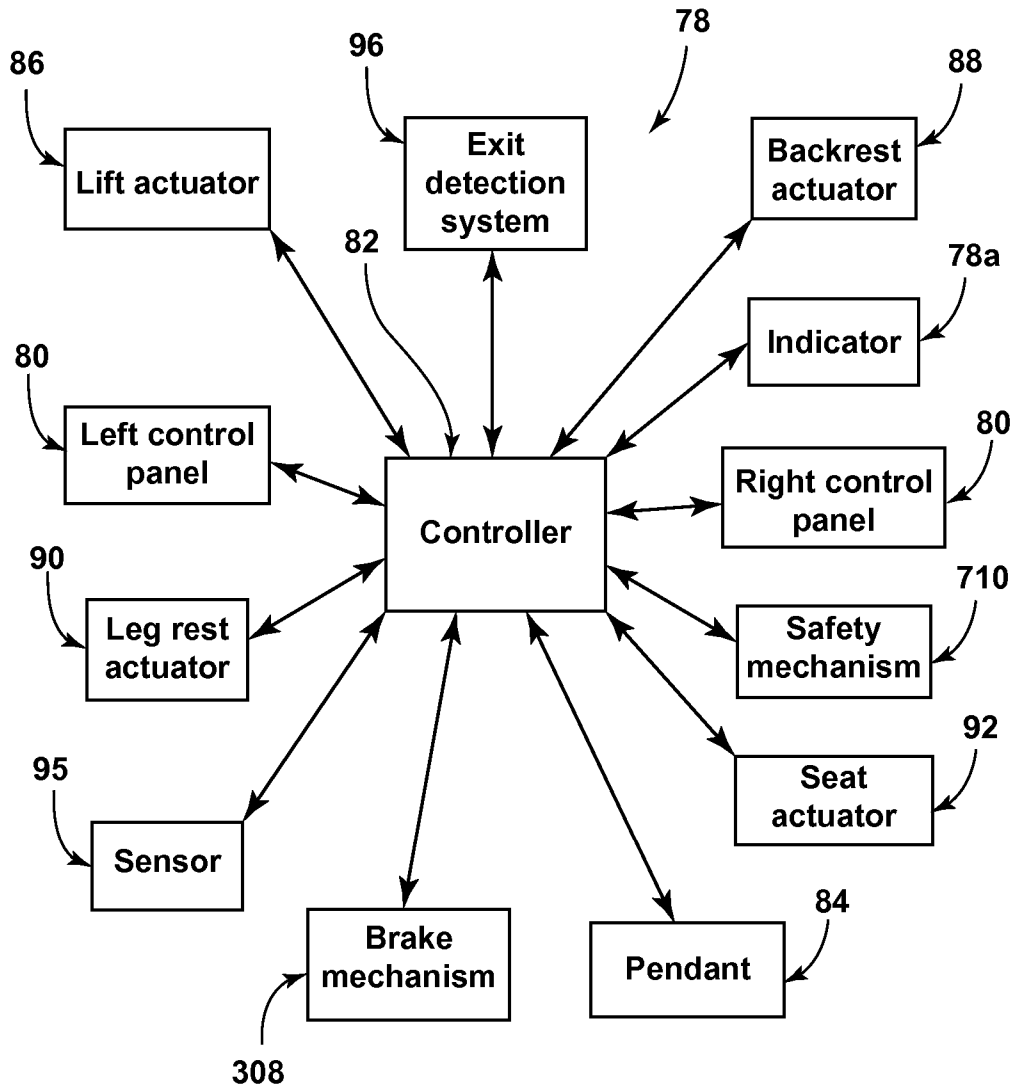 78
96
86
88
Exit
detection
system
Backrest
actuator
Lift actuator
82
78a
Indicator
80
Left control
panel
80
Right control
panel
Controller
90
710
Leg rest
actuator
Safety
mechanism
92
95
Seat
actuator
Sensor
84
Brake
mechanism
Pendant
308